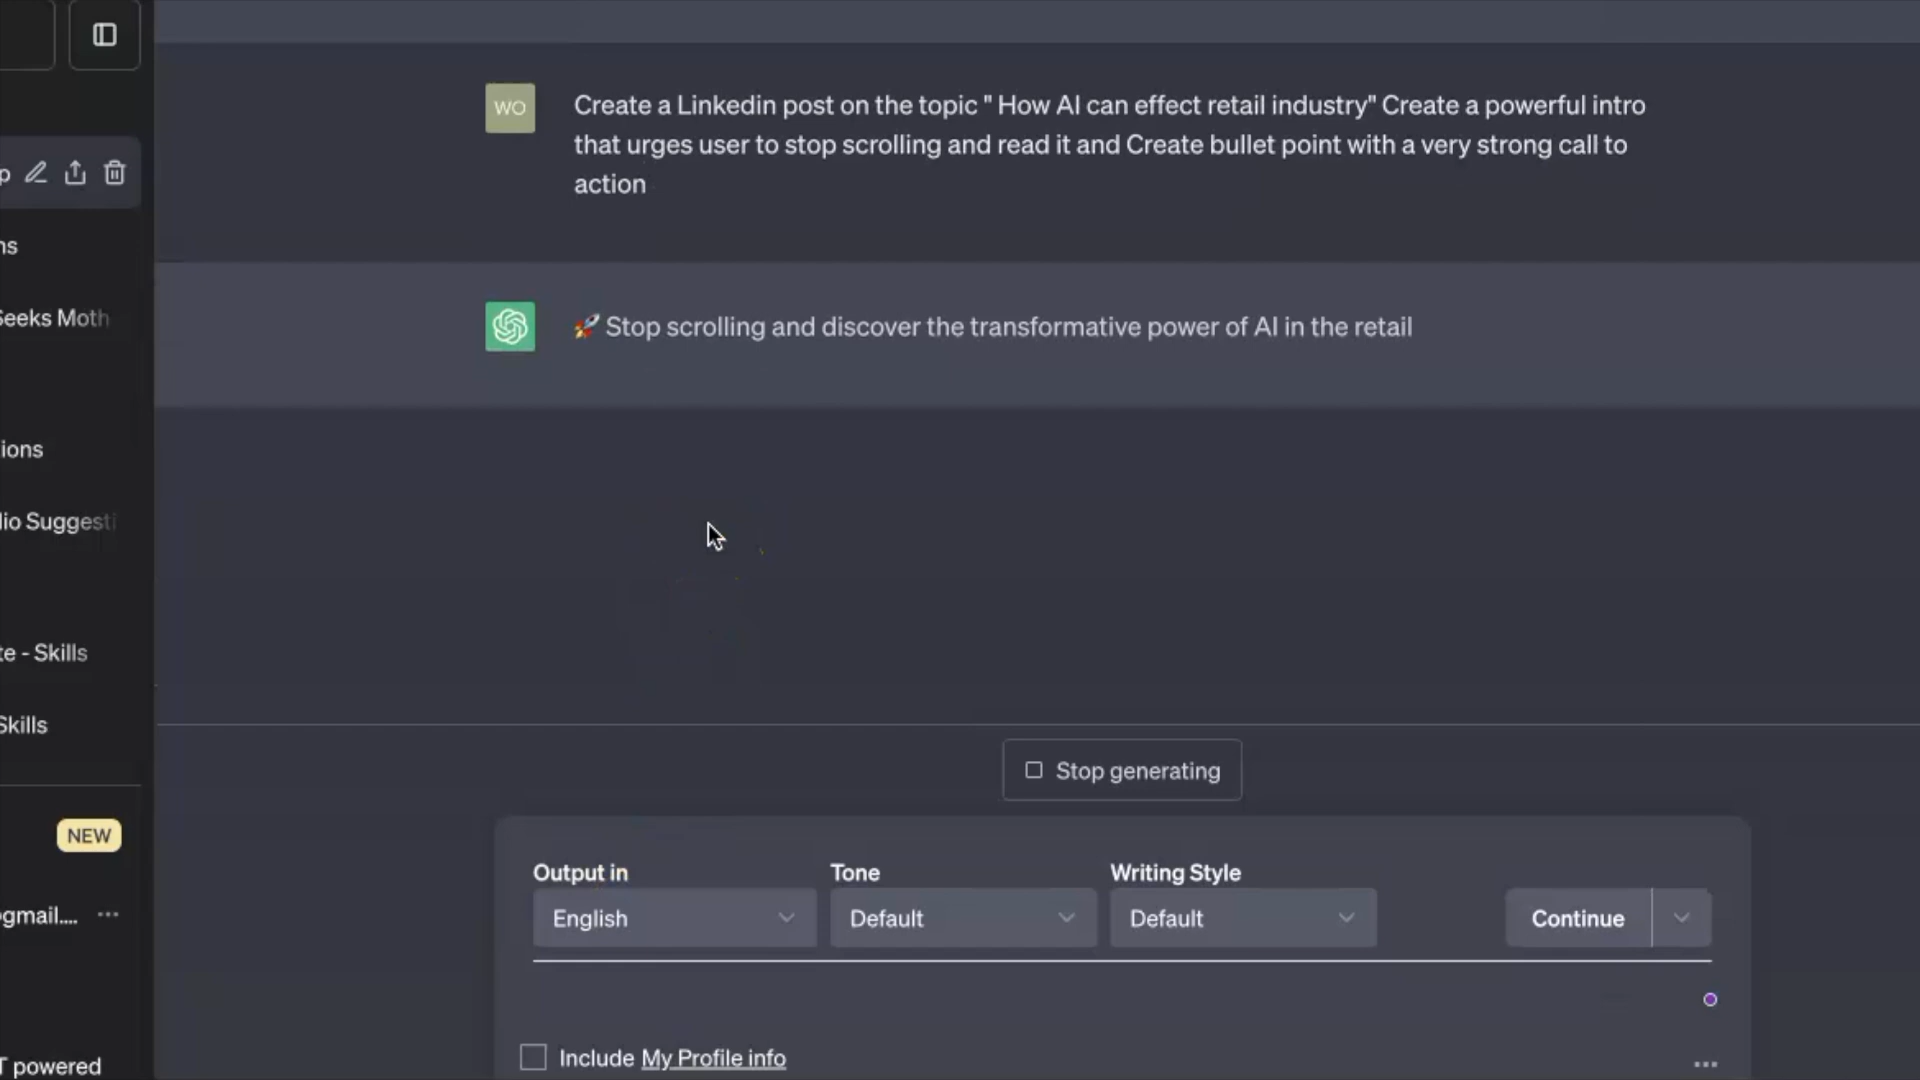 WO
Create a Linkedin post on the topic " How AI can effect retail industry" Create a powerful intro
that urges user to stop scrolling and read it and Create bullet point with a very strong call to
action
p
ns
Seeks Moth
🚀 Stop scrolling and discover the transformative power of AI in the retail
ions
lio Suggesti
te - Skills
Skills
Stop generating
NEW
Output in
Tone
Writing Style
gmail....
English
Default
Default
Continue
T powered
Include My Profile info